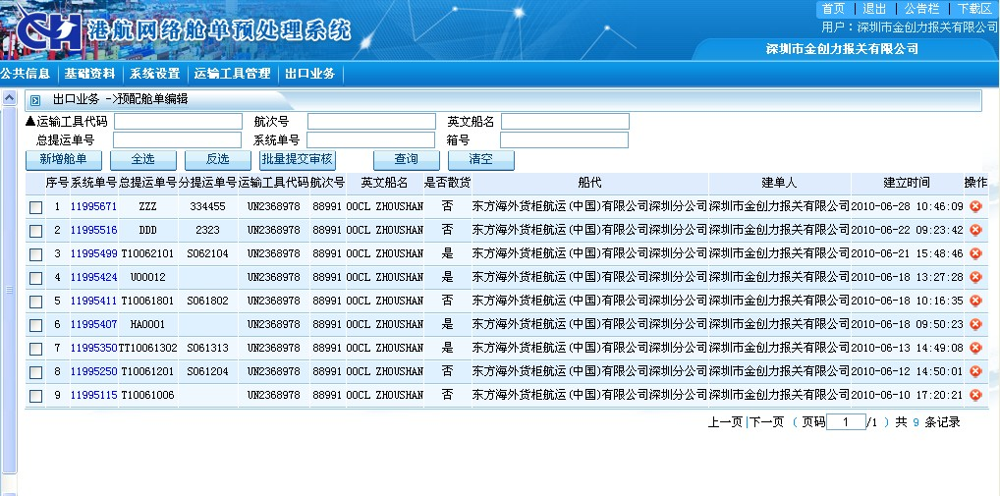 首页 | 退出 | 公告栏 | 下载区
用户：深圳市金创力报关有限公司
CH 港航网络舱单预处理系统
深圳市金创力报关有限公司
公共信息 基础资料 系统设置 运输工具管理 出口业务
出口业务 ->预配舱单编辑
▲运输工具代码 航次号 英文船名
总提运单号 系统单号 箱号
新增舱单 全选 反选 批量提交审核 查询 清空
序号 系统单号 总提运单号 分提运单号 运输工具代码 航次号 英文船名 是否散货 船代 建单人 建立时间 操作
1 11995671 ZZZ 334455 UN2368978 88991 OOCL ZHOUSHAN 否 东方海外货柜航运(中国)有限公司深圳分公司 深圳市金创力报关有限公司 2010-06-28 10:46:09
2 11995516 DDD 2323 UN2368978 88991 OOCL ZHOUSHAN 否 东方海外货柜航运(中国)有限公司深圳分公司 深圳市金创力报关有限公司 2010-06-22 09:23:42
3 11995499 T10062101 SO62104 UN2368978 88991 OOCL ZHOUSHAN 是 东方海外货柜航运(中国)有限公司深圳分公司 深圳市金创力报关有限公司 2010-06-21 15:48:46
4 11995424 UOO012 UN2368978 88991 OOCL ZHOUSHAN 是 东方海外货柜航运(中国)有限公司深圳分公司 深圳市金创力报关有限公司 2010-06-18 13:27:28
5 11995411 T10061801 SO61802 UN2368978 88991 OOCL ZHOUSHAN 否 东方海外货柜航运(中国)有限公司深圳分公司 深圳市金创力报关有限公司 2010-06-18 10:16:35
6 11995407 HAO001 UN2368978 88991 OOCL ZHOUSHAN 是 东方海外货柜航运(中国)有限公司深圳分公司 深圳市金创力报关有限公司 2010-06-18 09:50:23
7 11995350 TT10061302 SO61313 UN2368978 88991 OOCL ZHOUSHAN 是 东方海外货柜航运(中国)有限公司深圳分公司 深圳市金创力报关有限公司 2010-06-13 14:49:08
8 11995250 T10061201 SO61204 UN2368978 88991 OOCL ZHOUSHAN 否 东方海外货柜航运(中国)有限公司深圳分公司 深圳市金创力报关有限公司 2010-06-12 14:50:01
9 11995115 T10061006 UN2368978 88991 OOCL ZHOUSHAN 否 东方海外货柜航运(中国)有限公司深圳分公司 深圳市金创力报关有限公司 2010-06-10 17:20:21
上一页|下一页 ( 页码 1 /1 ) 共 9 条记录